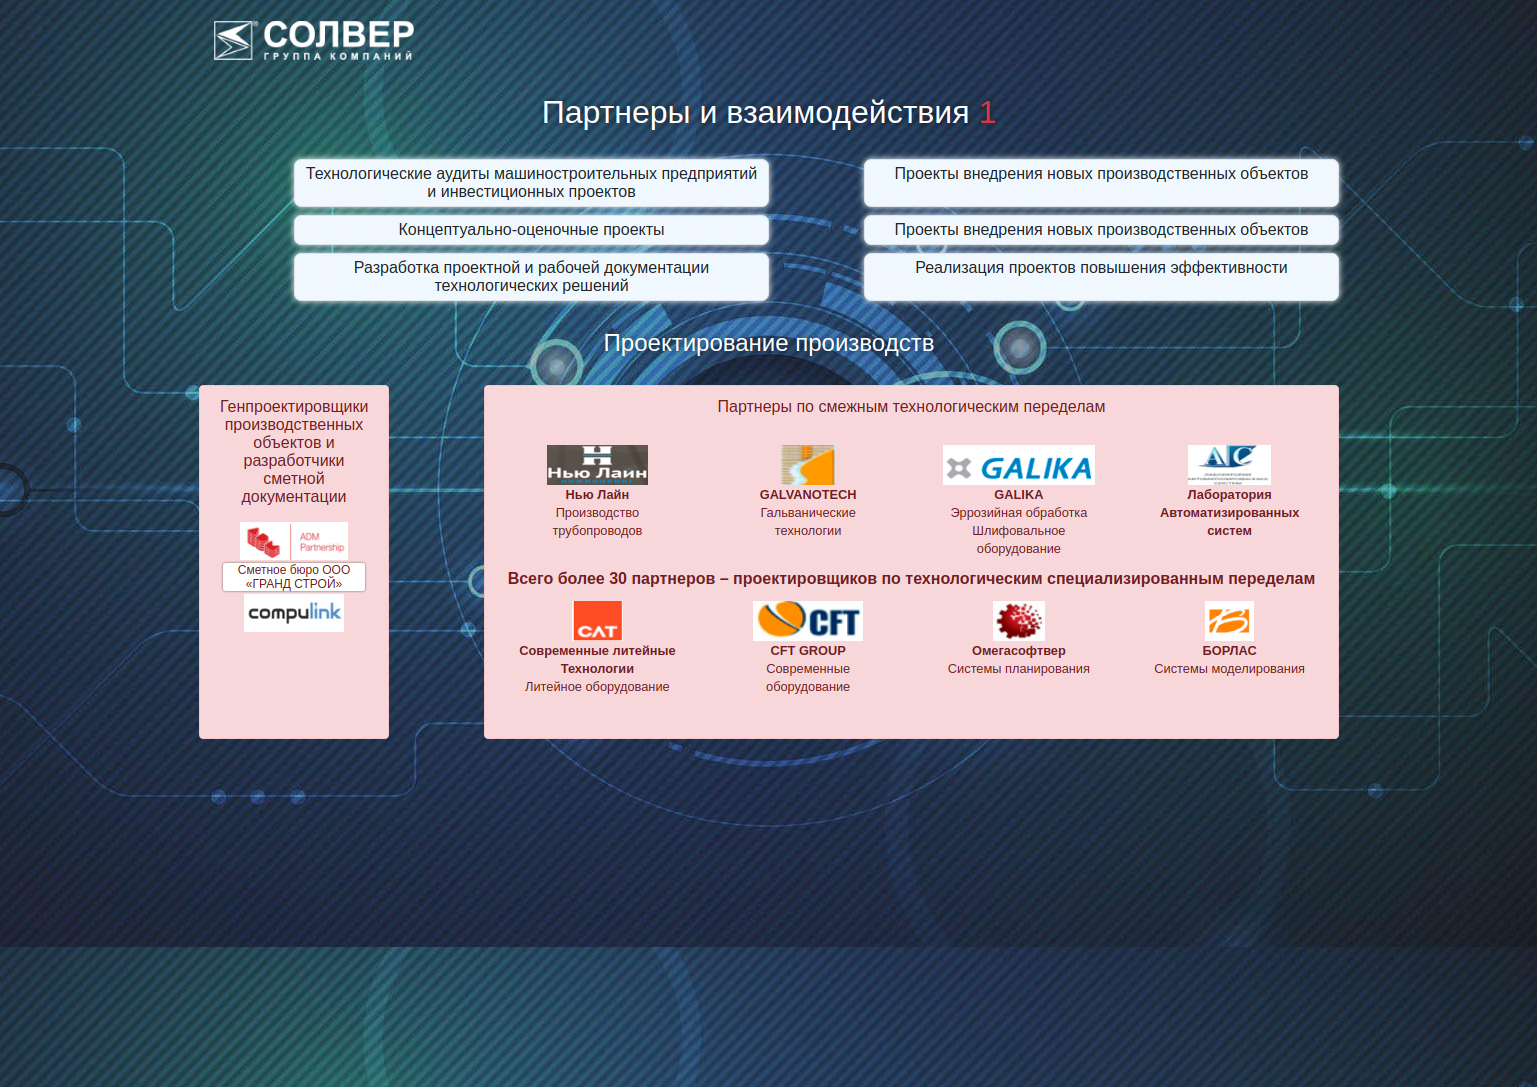 СОЛВЕР
ГРУППА КОМПАНИЙ
Партнеры и взаимодействия 1
Технологические аудиты машиностроительных предприятий
и инвестиционных проектов
Проекты внедрения новых производственных объектов
Концептуально-оценочные проекты
Проекты внедрения новых производственных объектов
Разработка проектной и рабочей документации
технологических решений
Реализация проектов повышения эффективности
Проектирование производств
Генпроектировщики
производственных
объектов и
разработчики
сметной
документации
ADM
Partnership
Сметное бюро ООО
«ГРАНД СТРОЙ»
compulink
Партнеры по смежным технологическим переделам
Н
Нью Лайн
Нью Лайн
Производство
трубопроводов
GALVANOTECH
Гальванические
технологии
GALIKA
GALIKA
Эррозийная обработка
Шлифовальное
оборудование
АС
Лаборатория
Автоматизированных
систем
Всего более 30 партнеров – проектировщиков по технологическим специализированным переделам
СЛТ
Современные литейные
Технологии
Литейное оборудование
CFT
CFT GROUP
Современные
оборудование
Омегасофтвер
Системы планирования
Б
БОРЛАС
Системы моделирования